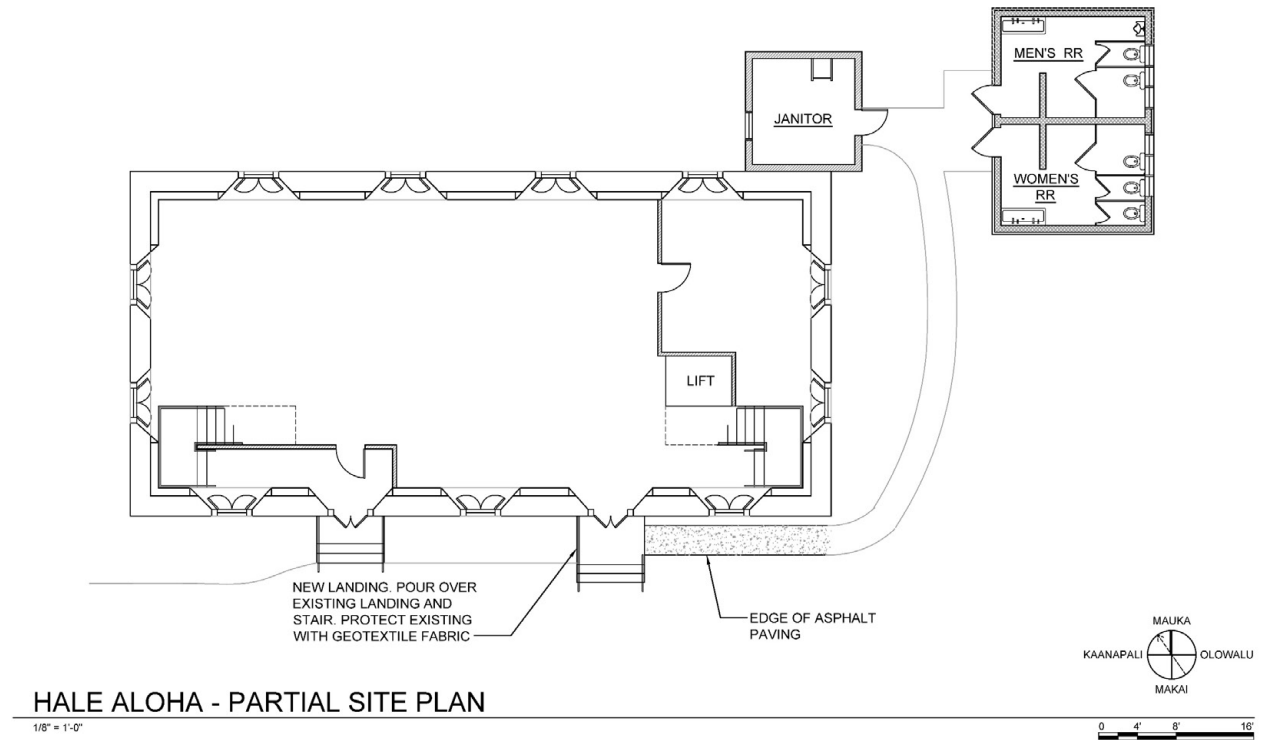 MEN'S RR
JANITOR
WOMEN'S
RR
LIFT
NEW LANDING. POUR OVER
EXISTING LANDING AND
STAIR. PROTECT EXISTING
WITH GEOTEXTILE FABRIC
EDGE OF ASPHALT
PAVING
MAUKA
KAANAPALI
OLOWALU
MAKAI
HALE ALOHA - PARTIAL SITE PLAN
1/8" = 1'-0"
0 4' 8' 16'